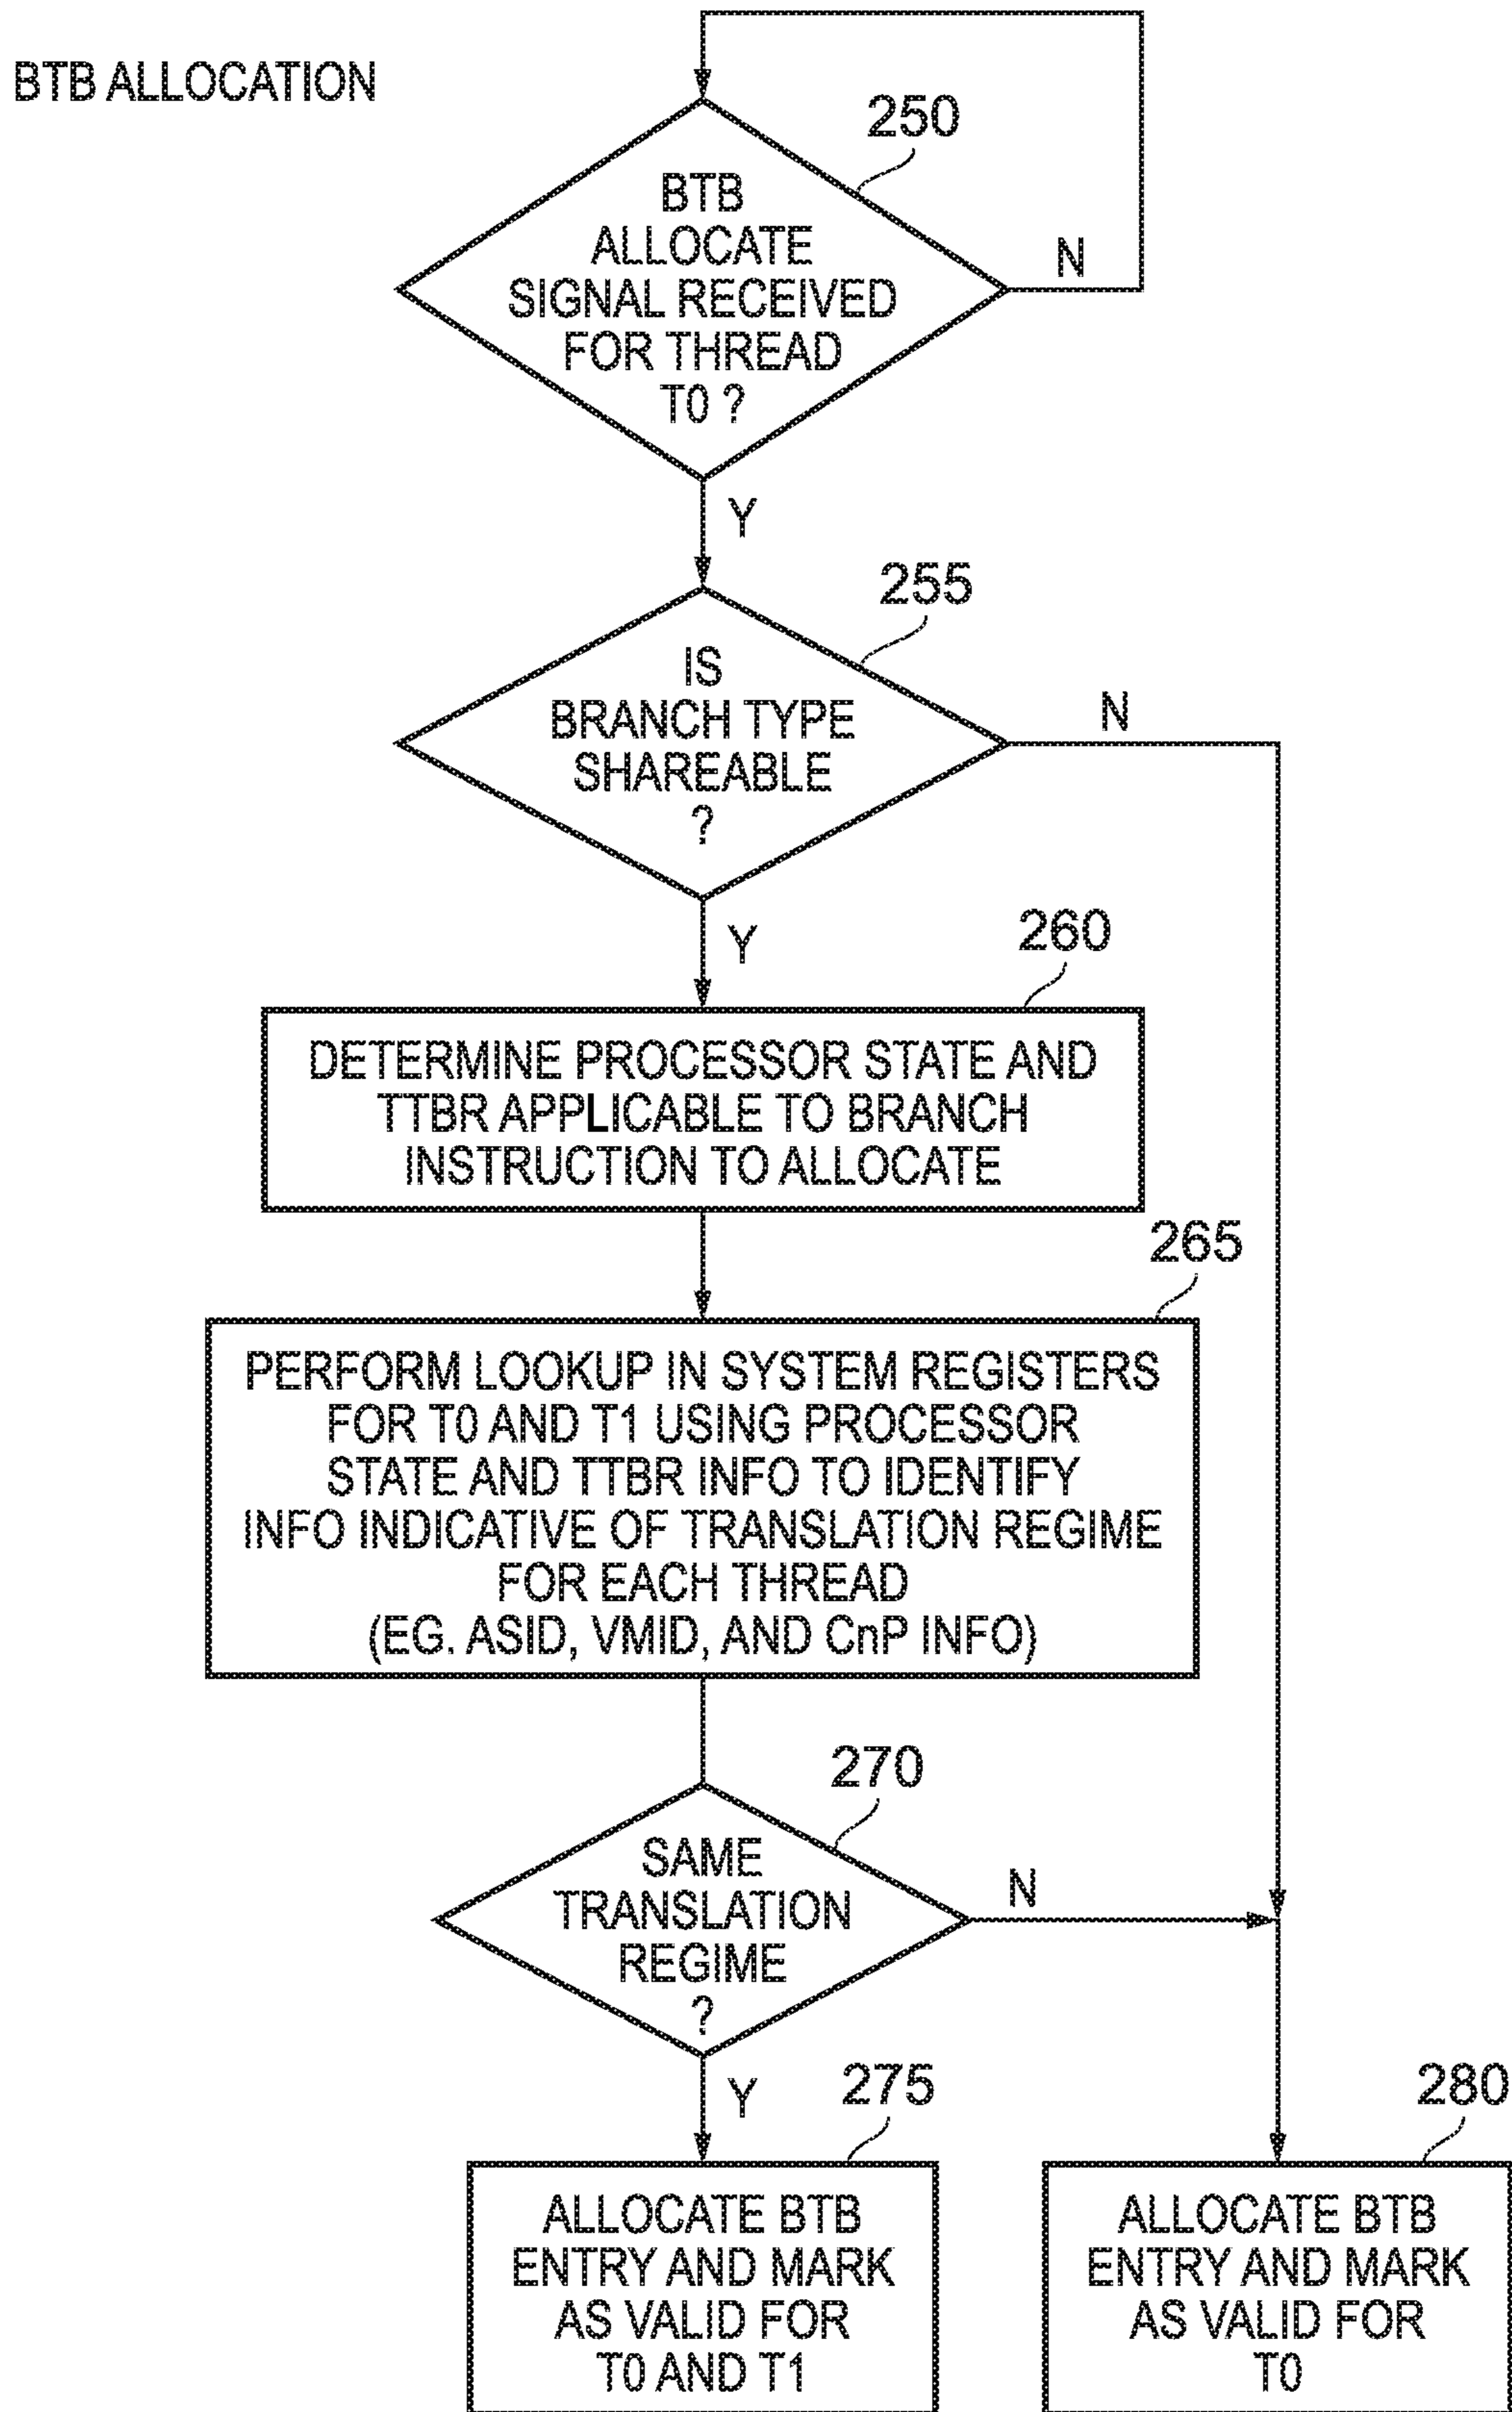 BTB ALLOCATION
250
BTB
ALLOCATE
SIGNAL RECEIVED
FOR THREAD
T0 ?
N
Y
255
IS
BRANCH TYPE
SHAREABLE
?
N
Y
260
DETERMINE PROCESSOR STATE AND
TTBR APPLICABLE TO BRANCH
INSTRUCTION TO ALLOCATE
265
PERFORM LOOKUP IN SYSTEM REGISTERS
FOR T0 AND T1 USING PROCESSOR
STATE AND TTBR INFO TO IDENTIFY
INFO INDICATIVE OF TRANSLATION REGIME
FOR EACH THREAD
(EG. ASID, VMID, AND CnP INFO)
270
SAME
TRANSLATION
REGIME
?
N
Y
275
ALLOCATE BTB
ENTRY AND MARK
AS VALID FOR
T0 AND T1
280
ALLOCATE BTB
ENTRY AND MARK
AS VALID FOR
T0